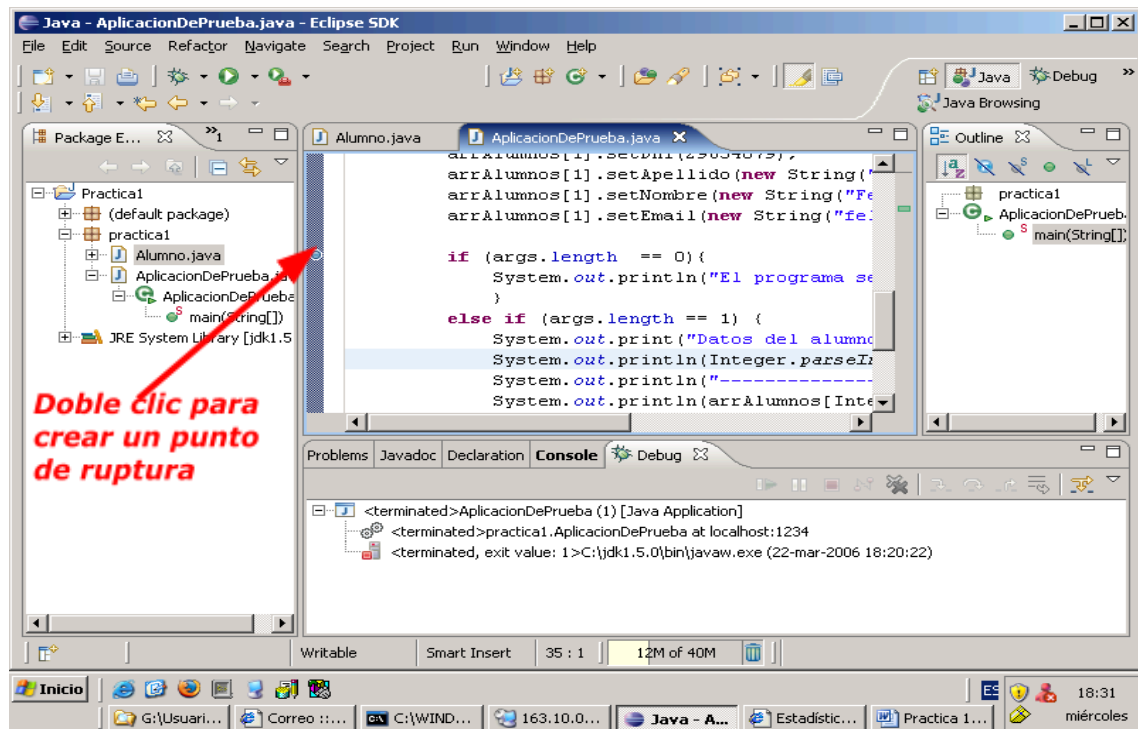 Java - AplicacionDePrueba.java - Eclipse SDK
File Edit Source Refactor Navigate Search Project Run Window Help
Java Debug »
Java Browsing
Package E... »1
Alumno.java AplicacionDePrueba.java
Outline
Practica1
(default package)
practica1
Alumno.java
AplicacionDePrueba.ja
AplicacionDePrueba
main(String[])
JRE System Library [jdk1.5
Doble clic para
crear un punto
de ruptura
arrAlumnos[1].setDni(29654679);
arrAlumnos[1].setApellido(new String("
arrAlumnos[1].setNombre(new String("Fe
arrAlumnos[1].setEmail(new String("fe
if (args.length == 0){
System.out.println("El programa se
}
else if (args.length == 1) {
System.out.print("Datos del alumno
System.out.println(Integer.parseI
System.out.println("--------------
System.out.println(arrAlumnos[Inte
practica1
AplicacionDePrueb
main(String[])
Problems Javadoc Declaration Console Debug
<terminated>AplicacionDePrueba (1) [Java Application]
<terminated>practica1.AplicacionDePrueba at localhost:1234
<terminated, exit value: 1>C:\jdk1.5.0\bin\javaw.exe (22-mar-2006 18:20:22)
Writable Smart Insert 35 : 1 12M of 40M
Inicio
ES
18:31
G:\Usuari... Correo ::... C:\WIND... 163.10.0... Java - A... Estadístic... Practica 1... miércoles